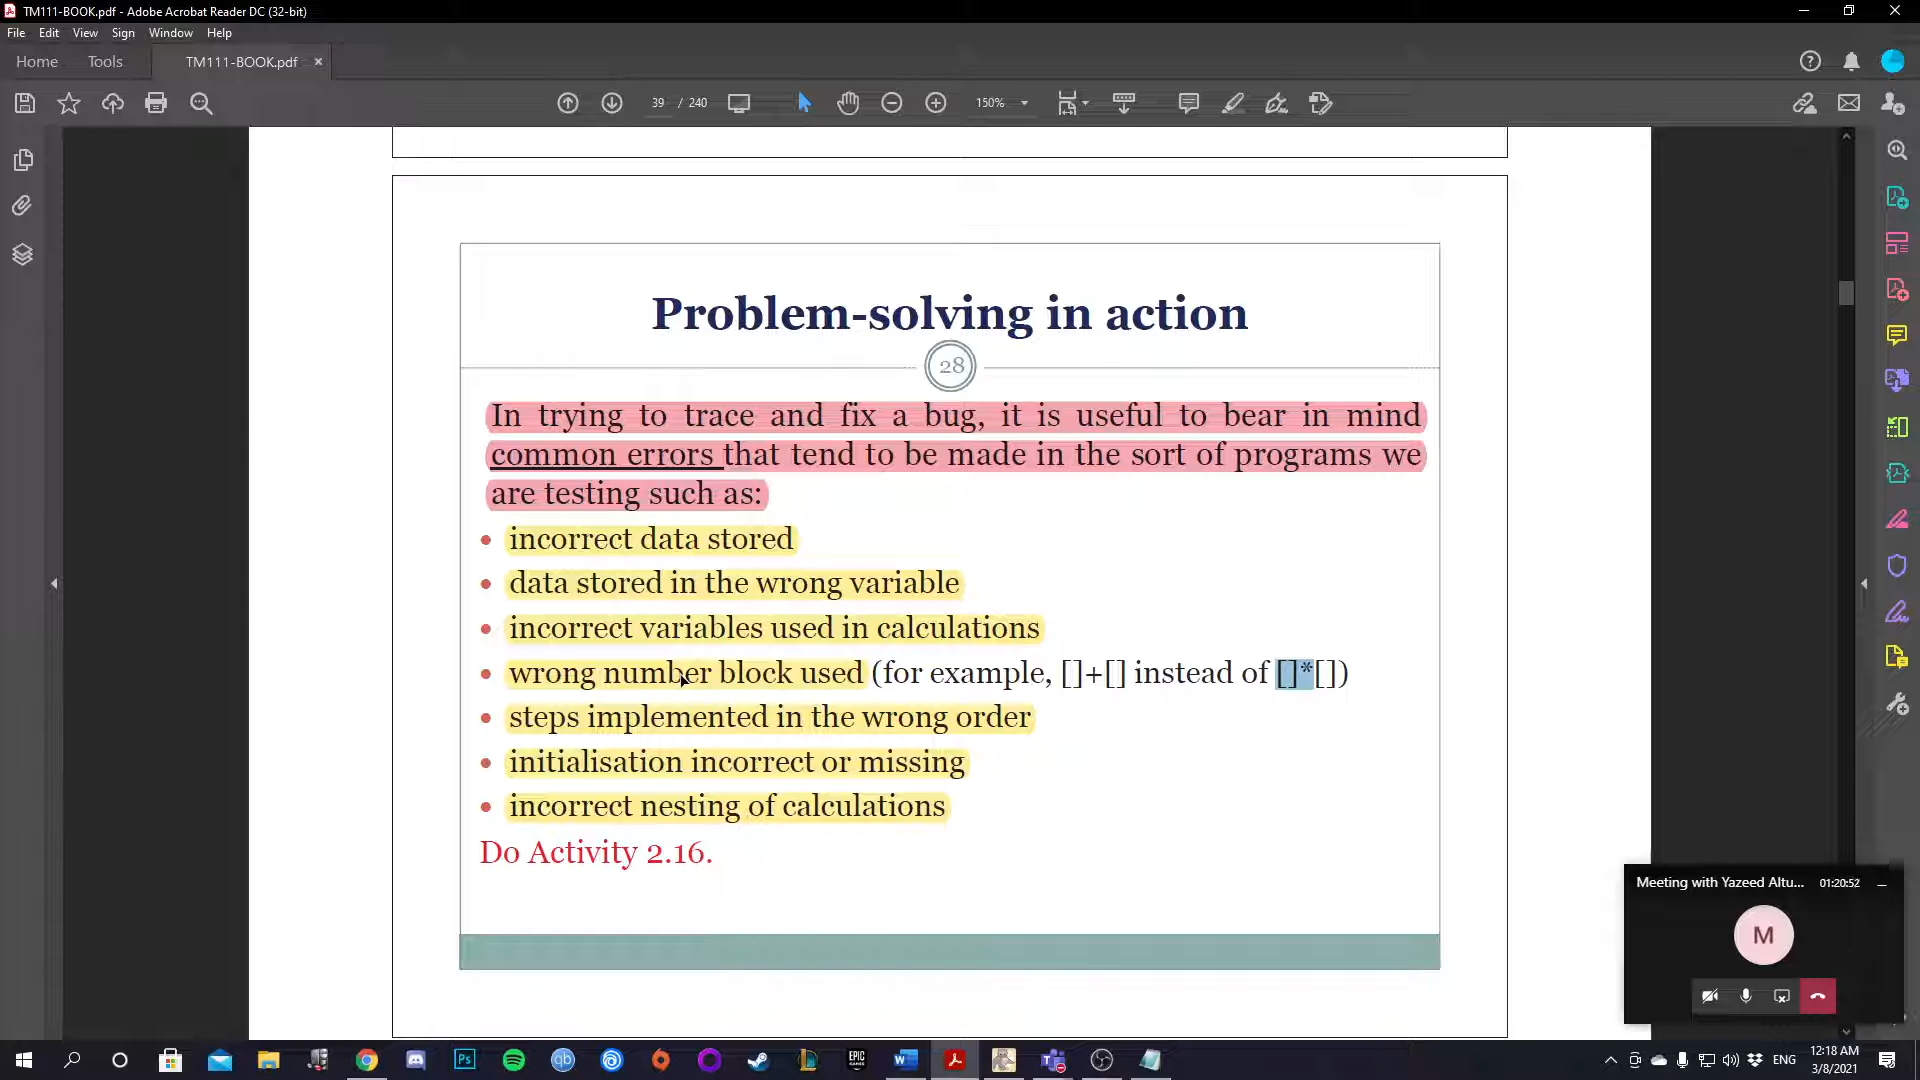 TM111-BOOK.pdf - Adobe Acrobat Reader DC (32-bit)
File Edit View Sign Window Help
Home Tools TM111-BOOK.pdf
39 / 240 150%
Problem-solving in action
28
In trying to trace and fix a bug, it is useful to bear in mind
common errors that tend to be made in the sort of programs we
are testing such as:
• incorrect data stored
• data stored in the wrong variable
• incorrect variables used in calculations
• wrong number block used (for example, []+[] instead of []*[])
• steps implemented in the wrong order
• initialisation incorrect or missing
• incorrect nesting of calculations
Do Activity 2.16.
Meeting with Yazeed Altu... 01:20:52
M
Ps qb EPIC GAMES
ENG
12:18 AM
3/8/2021